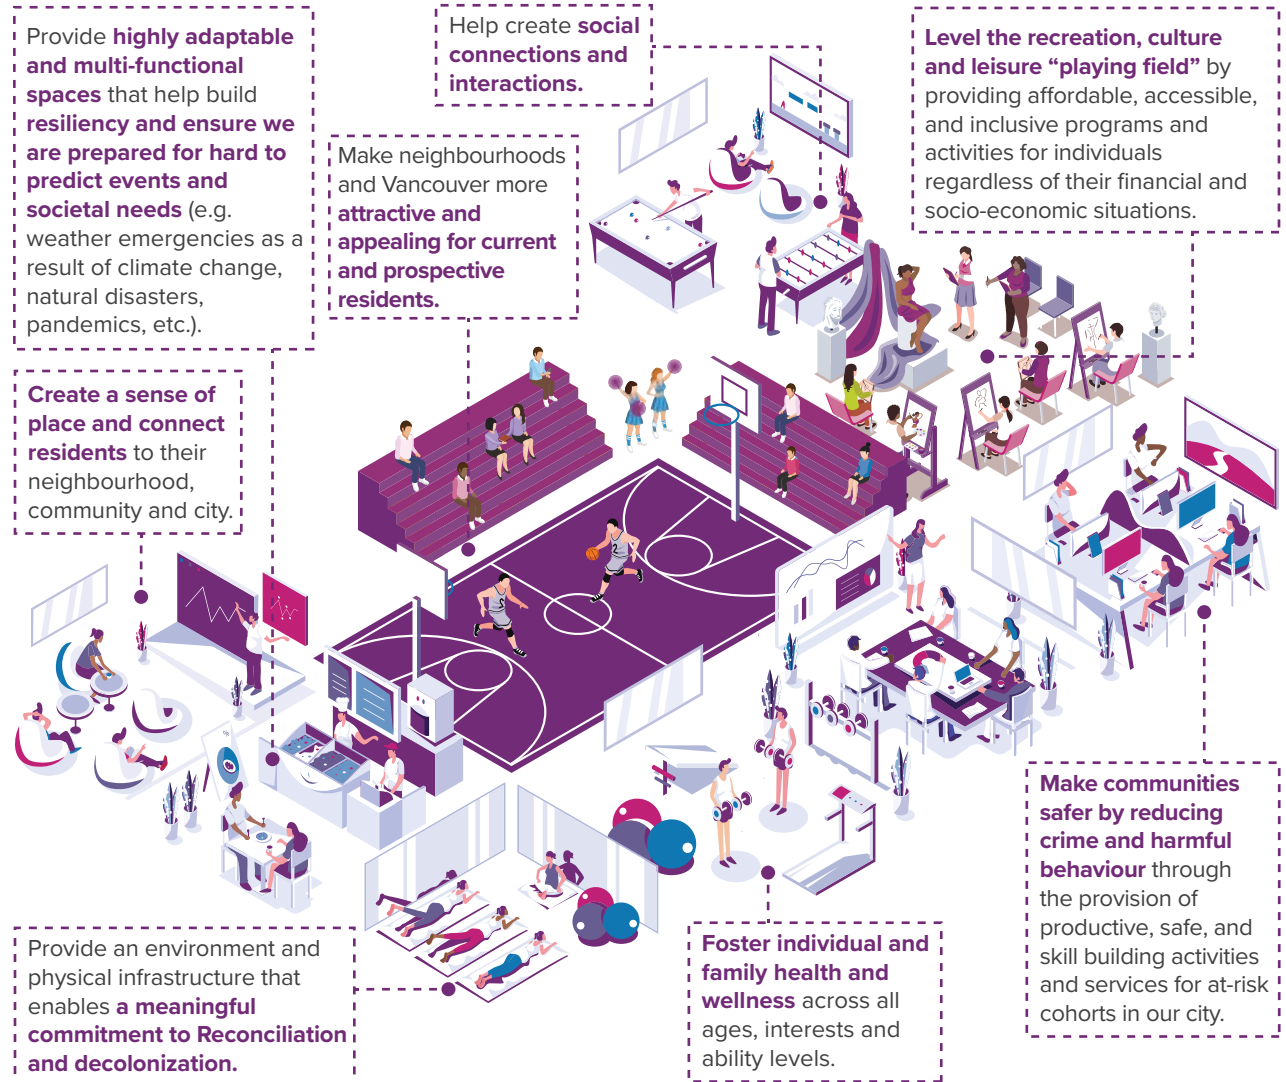 Provide highly adaptable
and multi-functional
spaces that help build
resiliency and ensure we
are prepared for hard to
predict events and
societal needs (e.g.
weather emergencies as a
result of climate change,
natural disasters,
pandemics, etc.).
Help create social
connections and
interactions.
Level the recreation, culture
and leisure “playing field” by
providing affordable, accessible,
and inclusive programs and
activities for individuals
regardless of their financial and
socio-economic situations.
Make neighbourhoods
and Vancouver more
attractive and
appealing for current
and prospective
residents.
Create a sense of
place and connect
residents to their
neighbourhood,
community and city.
Make communities
safer by reducing
crime and harmful
behaviour through
the provision of
productive, safe, and
skill building activities
and services for at-risk
cohorts in our city.
Provide an environment and
physical infrastructure that
enables a meaningful
commitment to Reconciliation
and decolonization.
Foster individual and
family health and
wellness across all
ages, interests and
ability levels.